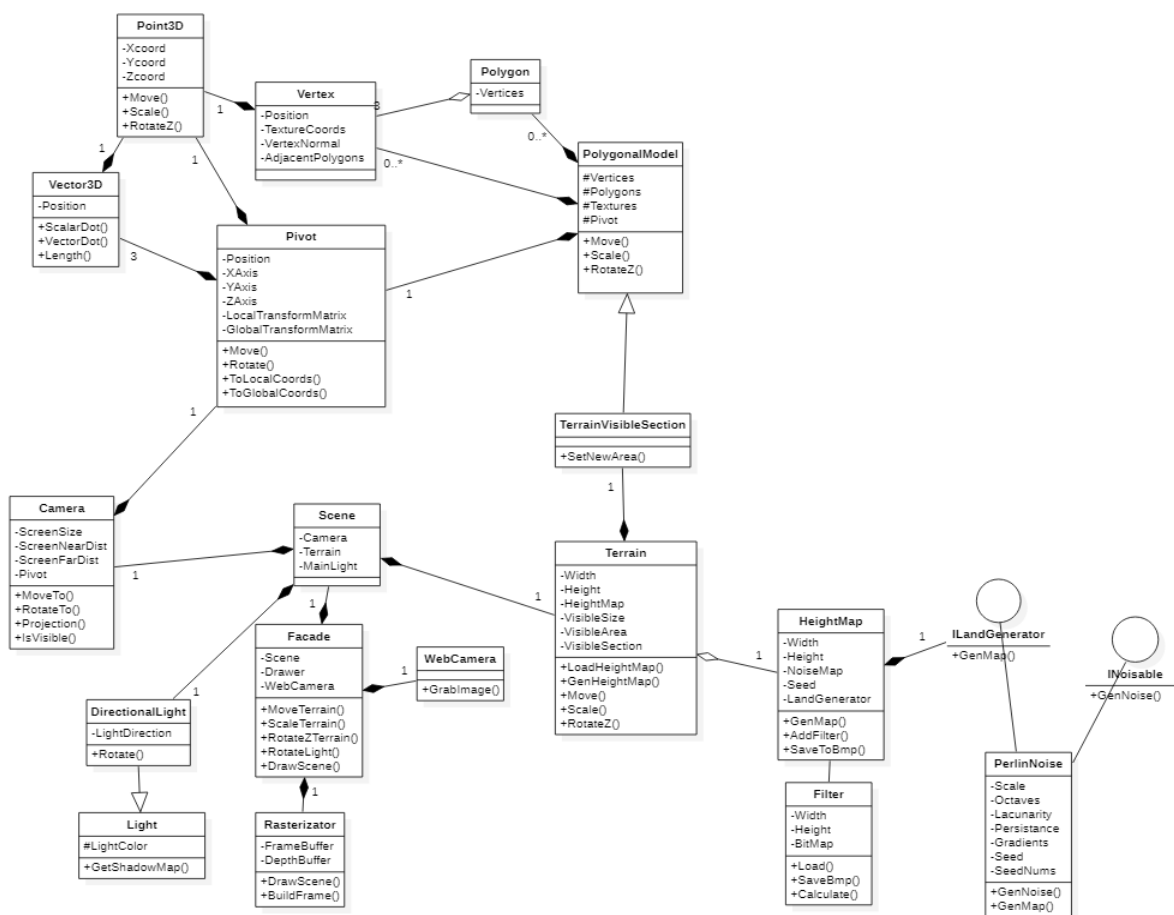 Point3D
-Xcoord
-Ycoord
-Zcoord
+Move()
+Scale()
+RotateZ()
1
1
1
Vertex
-Position
-TextureCoords
-VertexNormal
-AdjacentPolygons
3
0..*
Polygon
-Vertices
0..*
PolygonalModel
#Vertices
#Polygons
#Textures
#Pivot
+Move()
+Scale()
+RotateZ()
Vector3D
-Position
+ScalarDot()
+VectorDot()
+Length()
3
Pivot
-Position
-XAxis
-YAxis
-ZAxis
-LocalTransformMatrix
-GlobalTransformMatrix
+Move()
+Rotate()
+ToLocalCoords()
+ToGlobalCoords()
1
1
TerrainVisibleSection
+SetNewArea()
1
Camera
-ScreenSize
-ScreenNearDist
-ScreenFarDist
-Pivot
+MoveTo()
+RotateTo()
+Projection()
+IsVisible()
1
Scene
-Camera
-Terrain
-MainLight
1
1
1
Terrain
-Width
-Height
-HeightMap
-VisibleSize
-VisibleArea
-VisibleSection
+LoadHeightMap()
+GenHeightMap()
+Move()
+Scale()
+RotateZ()
1
Facade
-Scene
-Drawer
-WebCamera
+MoveTerrain()
+ScaleTerrain()
+RotateZTerrain()
+RotateLight()
+DrawScene()
1
1
WebCamera
+GrabImage()
HeightMap
-Width
-Height
-NoiseMap
-Seed
-LandGenerator
+GenMap()
+AddFilter()
+SaveToBmp()
1
ILandGenerator
+GenMap()
INoisable
+GenNoise()
DirectionalLight
-LightDirection
+Rotate()
Light
#LightColor
+GetShadowMap()
Rasterizator
-FrameBuffer
-DepthBuffer
+DrawScene()
+BuildFrame()
Filter
-Width
-Height
-BitMap
+Load()
+SaveBmp()
+Calculate()
PerlinNoise
-Scale
-Octaves
-Lacunarity
-Persistance
-Gradients
-Seed
-SeedNums
+GenNoise()
+GenMap()